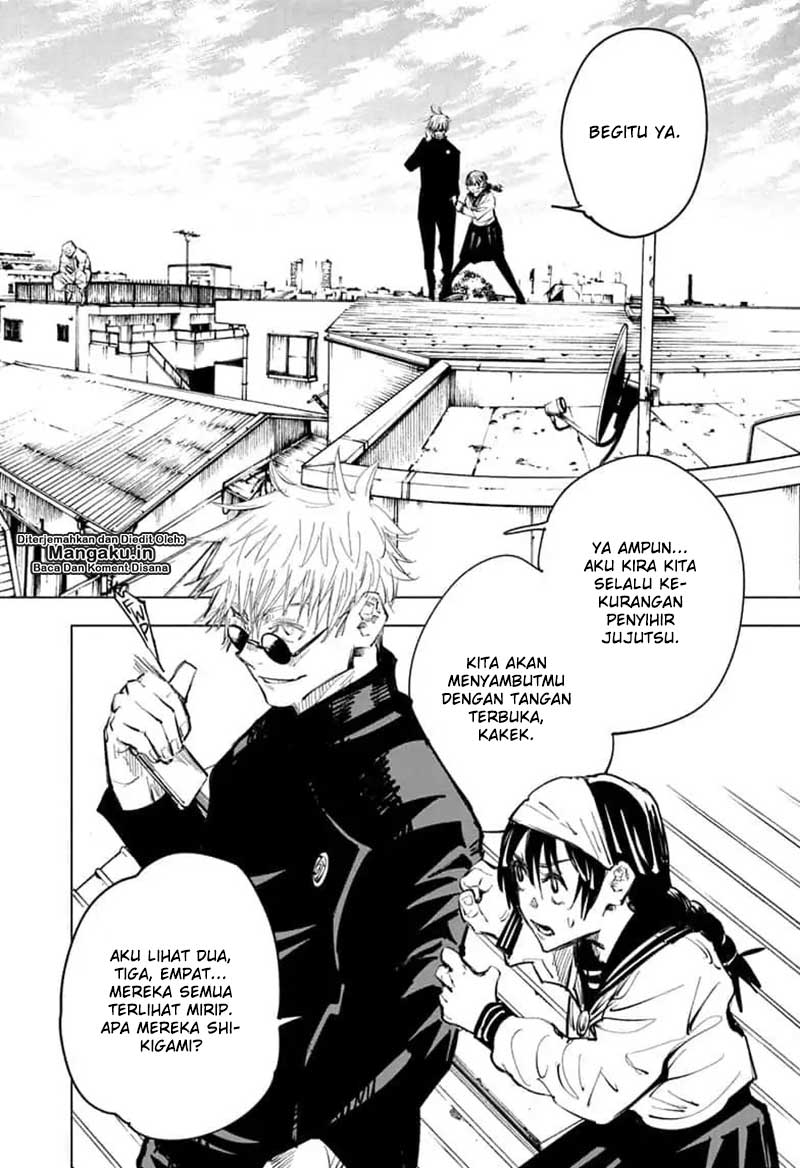 BEGITU YA.
YA AMPUN...
AKU KIRA KITA
SELALU KE-
KURANGAN
PENYIHIR
JUJUTSU.
KITA AKAN
MENYAMBUTMU
DENGAN TANGAN
TERBUKA,
KAKEK.
Diterjemahkan dan Diedit Oleh:
Mangaku.in
Baca Dan Koment Disana
FWP
AKU LIHAT DUA,
TIGA, EMPAT...
MEREKA SEMUA
TERLIHAT MIRIP.
APA MEREKA SHI-
KIGAMI?